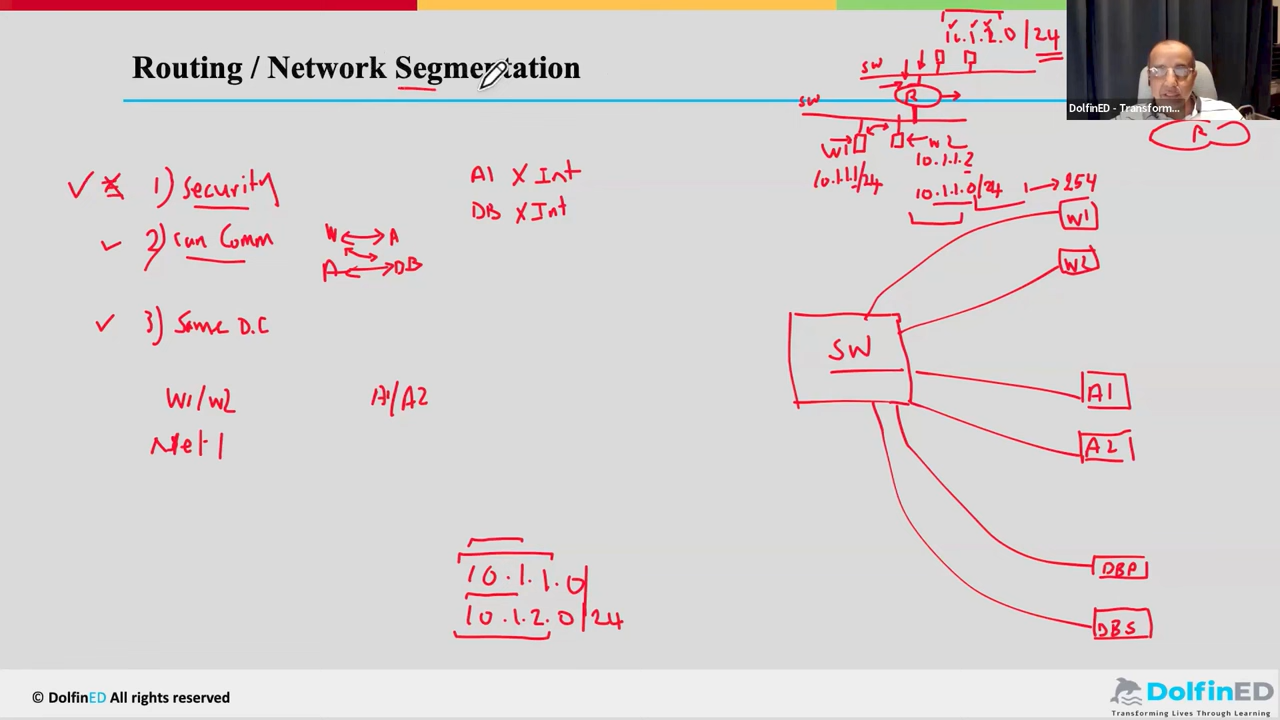 Routing / Network Segmentation
10.1.2.0/24
SW
R
SW
W1
W2
10.1.1.1/24
10.1.1.2
10.1.1.0/24 1 → 254
R
DolfinED - Transform...
1) Security
2) can Comm
3) Same D.C
A1 X Int
DB X Int
W A
A DB
W1/W2
A1/A2
Net 1
10.1.1.0
10.1.2.0/24
SW
W1
W2
A1
A2
DBP
DBS
© DolfinED All rights reserved
DolfinED
Transforming Lives Through Learning